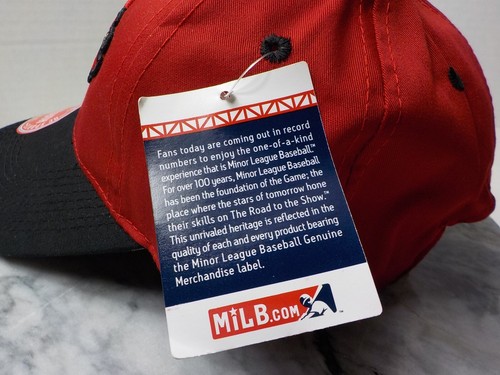 Fans today are coming out in record
numbers to enjoy the one-of-a-kind
experience that is Minor League Baseball.™
For over 100 years, Minor League Baseball
has been the foundation of the Game; the
place where the stars of tomorrow hone
their skills on The Road to the Show.™
This unrivaled heritage is reflected in the
quality of each and every product bearing
the Minor League Baseball Genuine
Merchandise label.
MiLB.COM™